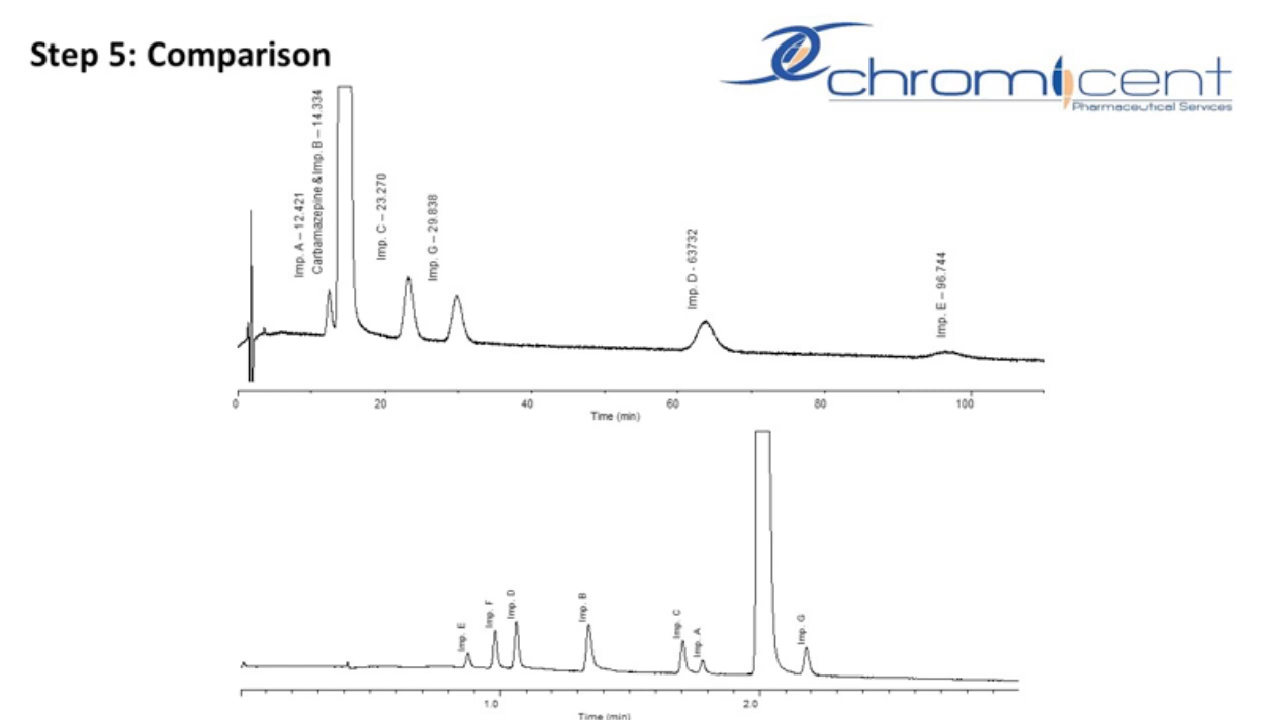 Step 5: Comparison
chromicent
Pharmaceutical Services
Imp. A – 12.421
Carbamazepine & Imp. B – 14.334
Imp. C – 23.270
Imp. G – 29.838
Imp. D - 63732
Imp. E – 96.744
0 20 40 60 80 100
Time (min)
Imp. E
Imp. F
Imp. D
Imp. B
Imp. C
Imp. A
Imp. G
1.0 2.0
Time (min)